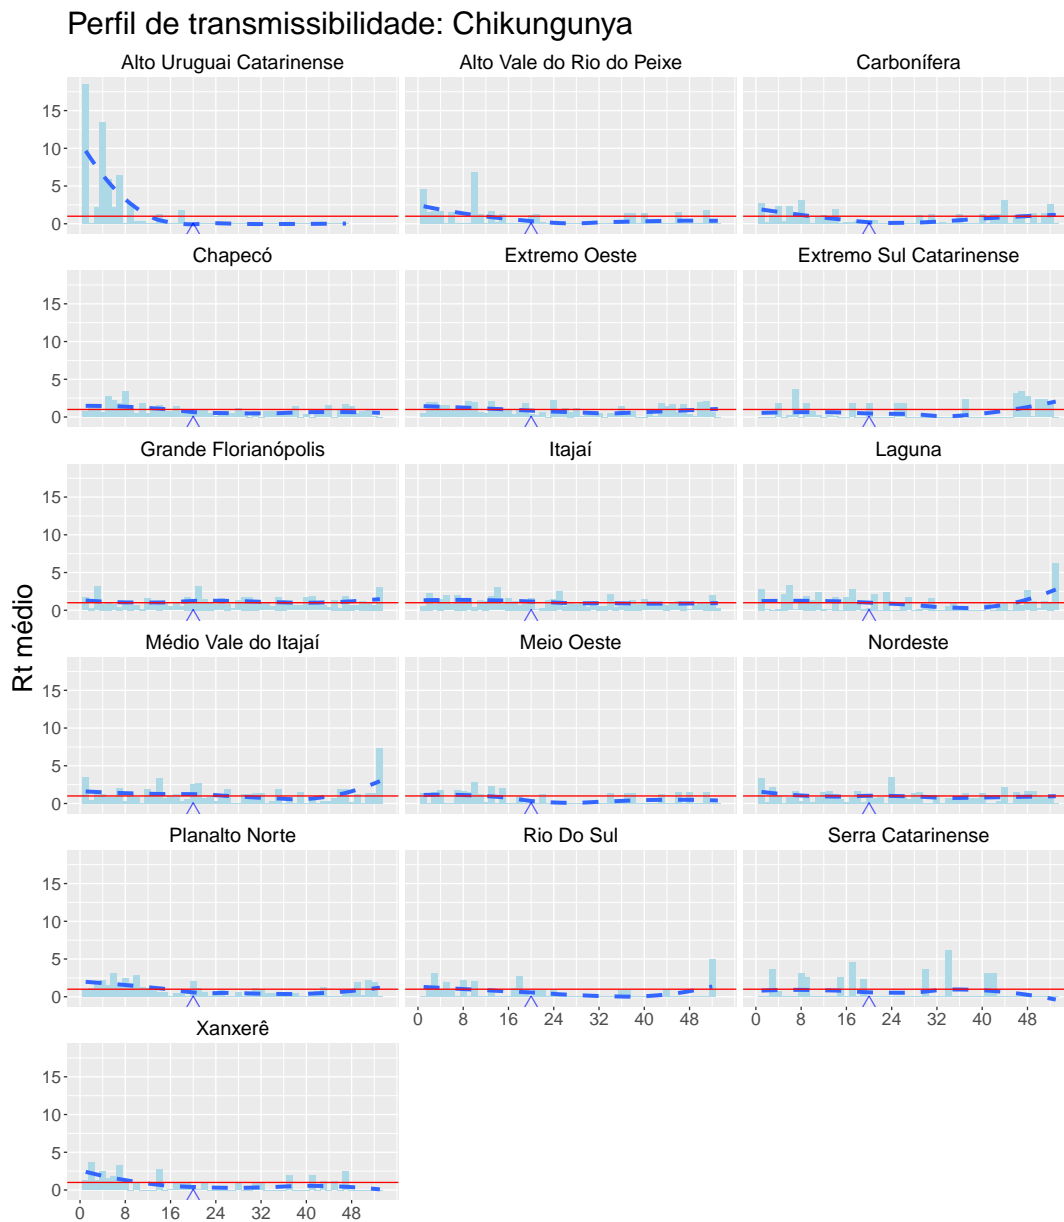 Perfil de transmissibilidade: Chikungunya
Alto Uruguai Catarinense
Alto Vale do Rio do Peixe
Carbonífera
15
10
5
0
Chapecó
Extremo Oeste
Extremo Sul Catarinense
15
10
5
0
Grande Florianópolis
Itajaí
Laguna
15
10
5
0
Rt médio
Médio Vale do Itajaí
Meio Oeste
Nordeste
15
10
5
0
Planalto Norte
Rio Do Sul
Serra Catarinense
15
10
5
0
0 8 16 24 32 40 48
0 8 16 24 32 40 48
Xanxerê
15
10
5
0
0 8 16 24 32 40 48